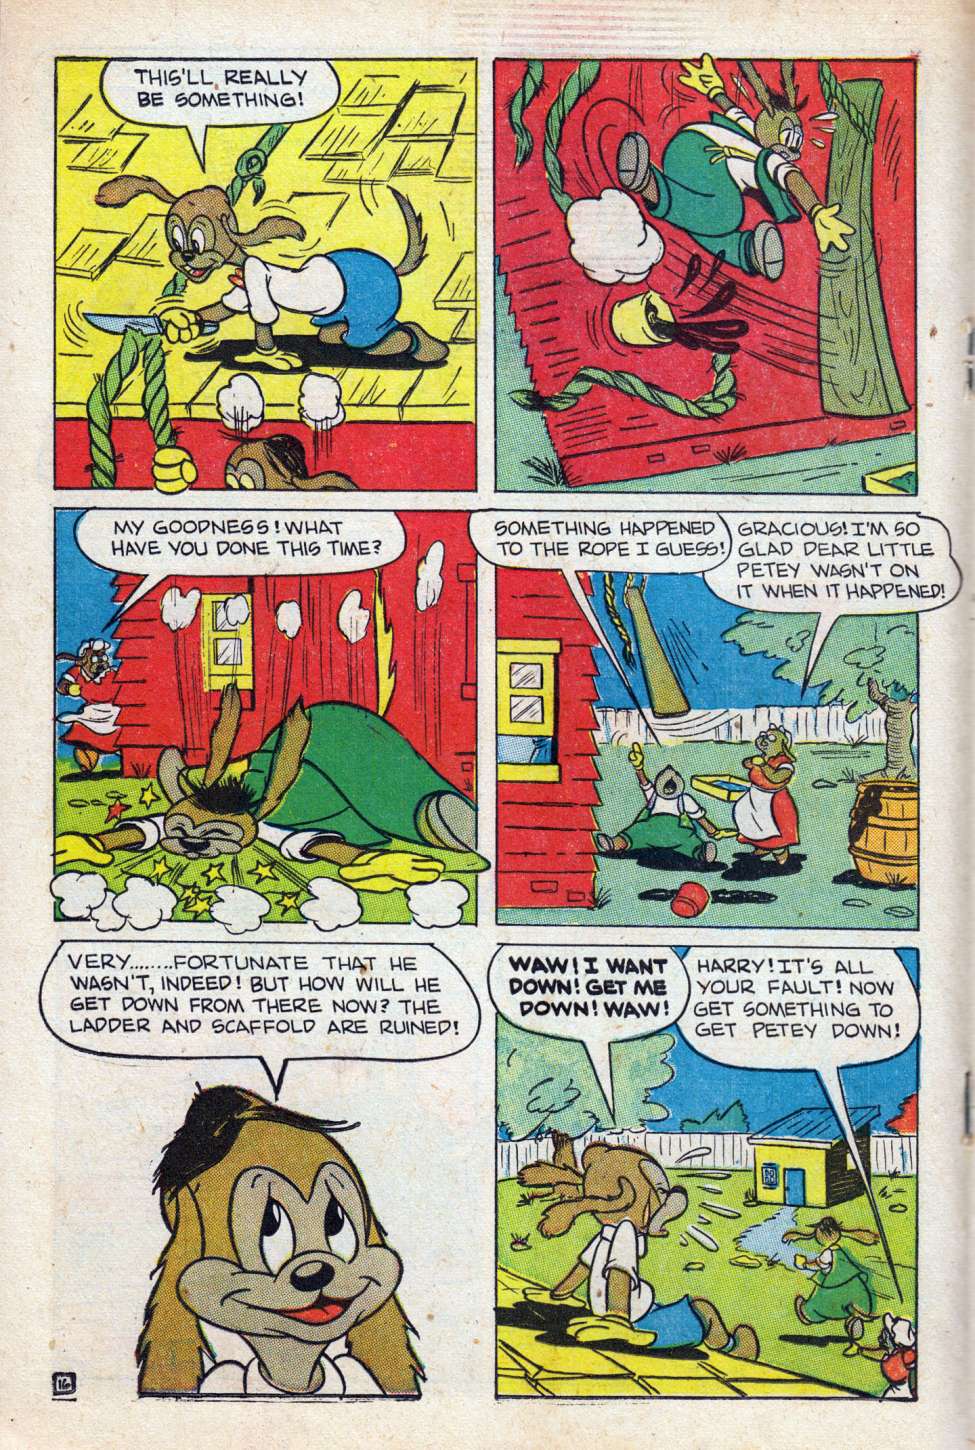 THIS'LL REALLY
BE SOMETHING!
MY GOODNESS! WHAT
HAVE YOU DONE THIS TIME?
SOMETHING HAPPENED
TO THE ROPE I GUESS!
GRACIOUS! I'M SO
GLAD DEAR LITTLE
PETEY WASN'T ON
IT WHEN IT HAPPENED!
VERY........FORTUNATE THAT HE
WASN'T, INDEED! BUT HOW WILL HE
GET DOWN FROM THERE NOW? THE
LADDER AND SCAFFOLD ARE RUINED!
WAW! I WANT
DOWN! GET ME
DOWN! WAW!
HARRY! IT'S ALL
YOUR FAULT! NOW
GET SOMETHING TO
GET PETEY DOWN!
16